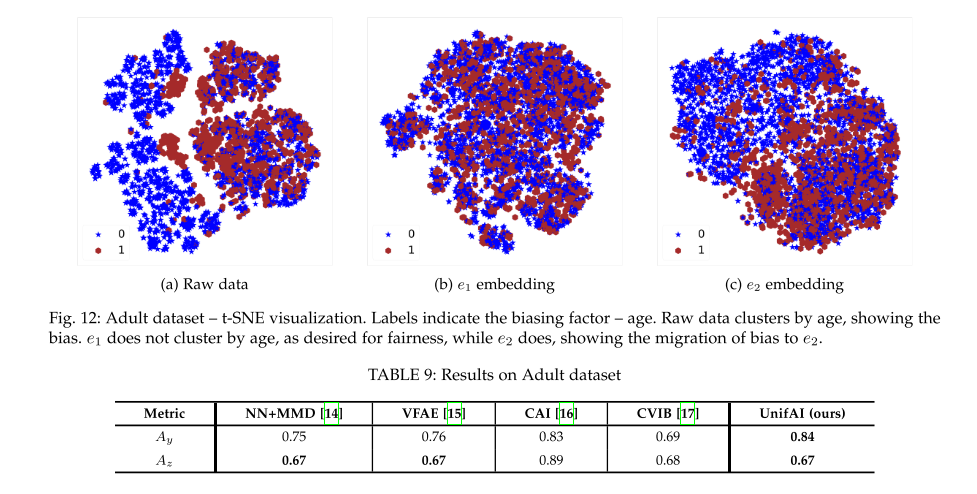 0
1
0
1
0
1
(a) Raw data
(b) e₁ embedding
(c) e₂ embedding
Fig. 12: Adult dataset – t-SNE visualization. Labels indicate the biasing factor – age. Raw data clusters by age, showing the
bias. e₁ does not cluster by age, as desired for fairness, while e₂ does, showing the migration of bias to e₂.
TABLE 9: Results on Adult dataset
Metric NN+MMD [14] VFAE [15] CAI [16] CVIB [17] UnifAI (ours)
A_y 0.75 0.76 0.83 0.69 0.84
A_z 0.67 0.67 0.89 0.68 0.67